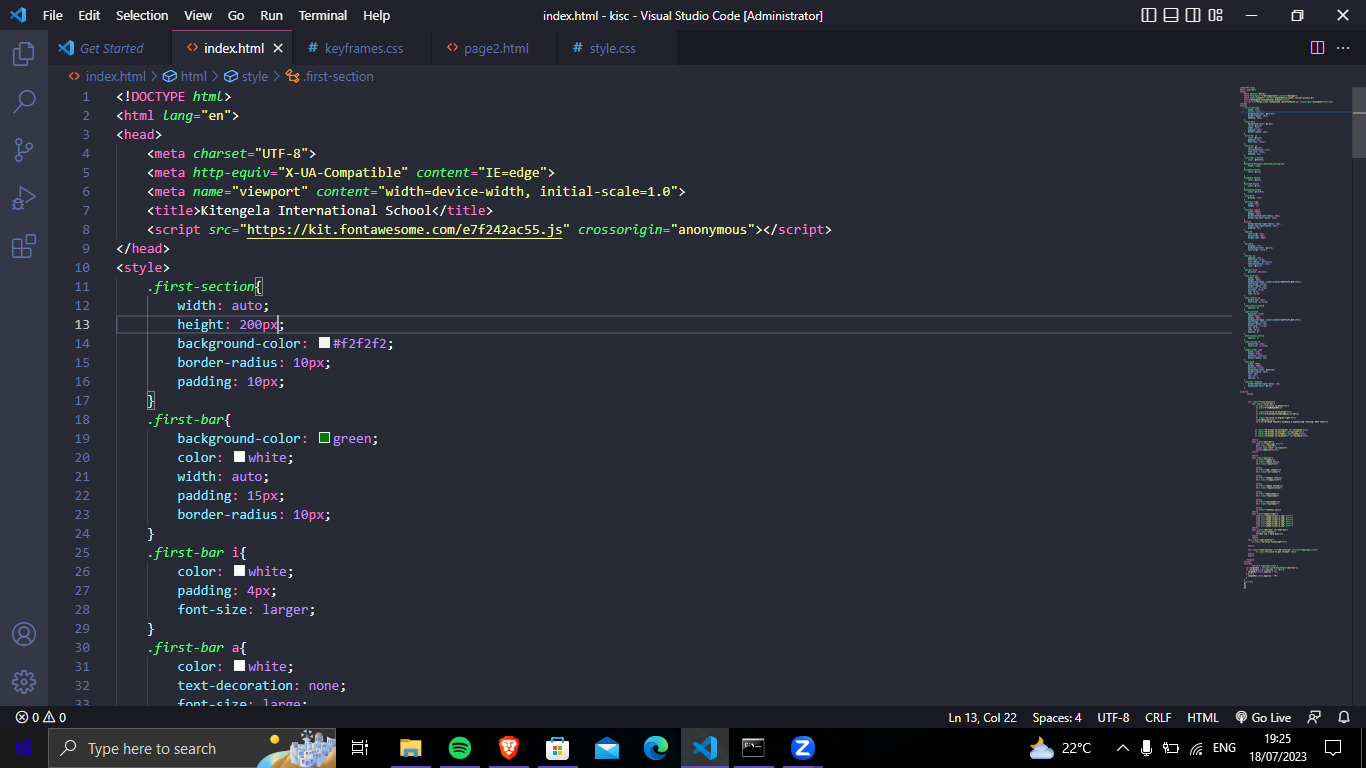 File Edit Selection View Go Run Terminal Help index.html - kisc - Visual Studio Code [Administrator]
Get Started index.html keyframes.css page2.html style.css
index.html > html > style > .first-section
1 <!DOCTYPE html>
2 <html lang="en">
3 <head>
4 <meta charset="UTF-8">
5 <meta http-equiv="X-UA-Compatible" content="IE=edge">
6 <meta name="viewport" content="width=device-width, initial-scale=1.0">
7 <title>Kitengela International School</title>
8 <script src="https://kit.fontawesome.com/e7f242ac55.js" crossorigin="anonymous"></script>
9 </head>
10 <style>
11 .first-section{
12 width: auto;
13 height: 200px;
14 background-color: #f2f2f2;
15 border-radius: 10px;
16 padding: 10px;
17 }
18 .first-bar{
19 background-color: green;
20 color: white;
21 width: auto;
22 padding: 15px;
23 border-radius: 10px;
24 }
25 .first-bar i{
26 color: white;
27 padding: 4px;
28 font-size: larger;
29 }
30 .first-bar a{
31 color: white;
32 text-decoration: none;
33 font-size: large;
0 0 Ln 13, Col 22 Spaces: 4 UTF-8 CRLF HTML Go Live
Type here to search 22°C ENG 19:25
18/07/2023